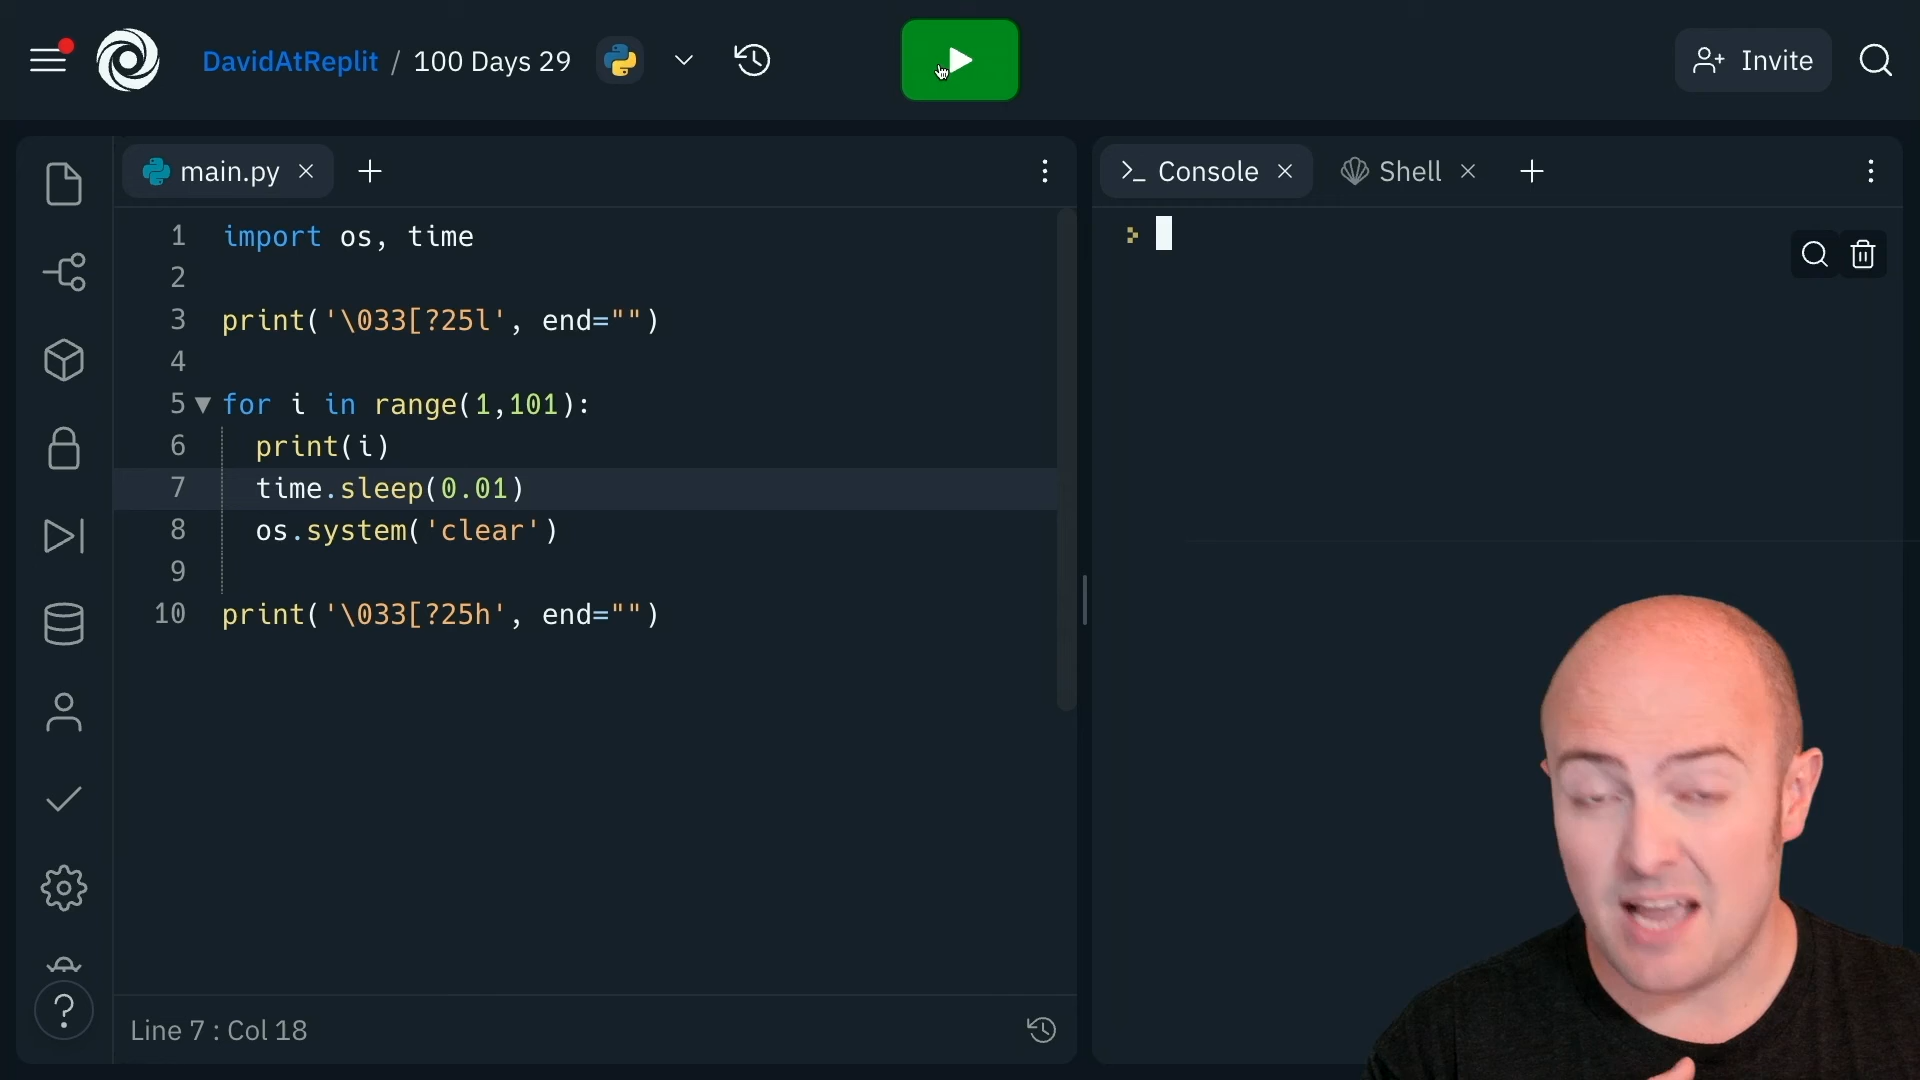 DavidAtReplit / 100 Days 29
Invite
main.py
Console
Shell
1 import os, time
2
3 print('\033[?25l', end="")
4
5 for i in range(1,101):
6 print(i)
7 time.sleep(0.01)
8 os.system('clear')
9
10 print('\033[?25h', end="")
Line 7 : Col 18